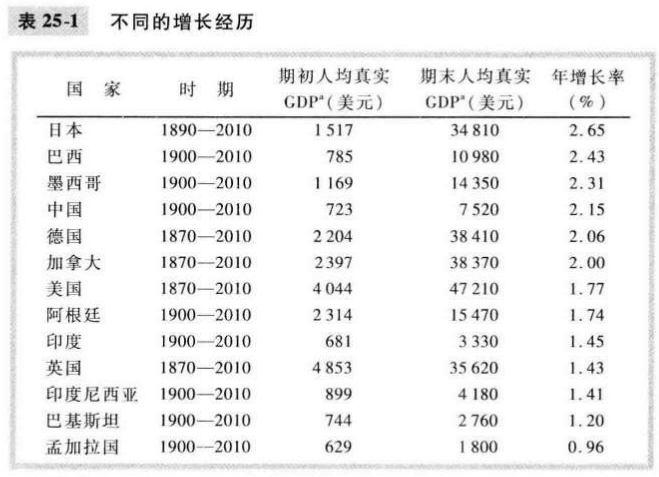 表 25-1 不同的增长经历
国 家 时 期 期初人均真实 GDPª(美元) 期末人均真实 GDPª(美元) 年增长率 (%)
日本 1890—2010 1 517 34 810 2.65
巴西 1900—2010 785 10 980 2.43
墨西哥 1900—2010 1 169 14 350 2.31
中国 1900—2010 723 7 520 2.15
德国 1870—2010 2 204 38 410 2.06
加拿大 1870—2010 2397 38 370 2.00
美国 1870—2010 4 044 47 210 1.77
阿根廷 1900—2010 2 314 15 470 1.74
印度 1900—2010 681 3 330 1.45
英国 1870—2010 4 853 35 620 1.43
印度尼西亚 1900—2010 899 4 180 1.41
巴基斯坦 1900—2010 744 2 760 1.20
孟加拉国 1900—2010 629 1 800 0.96